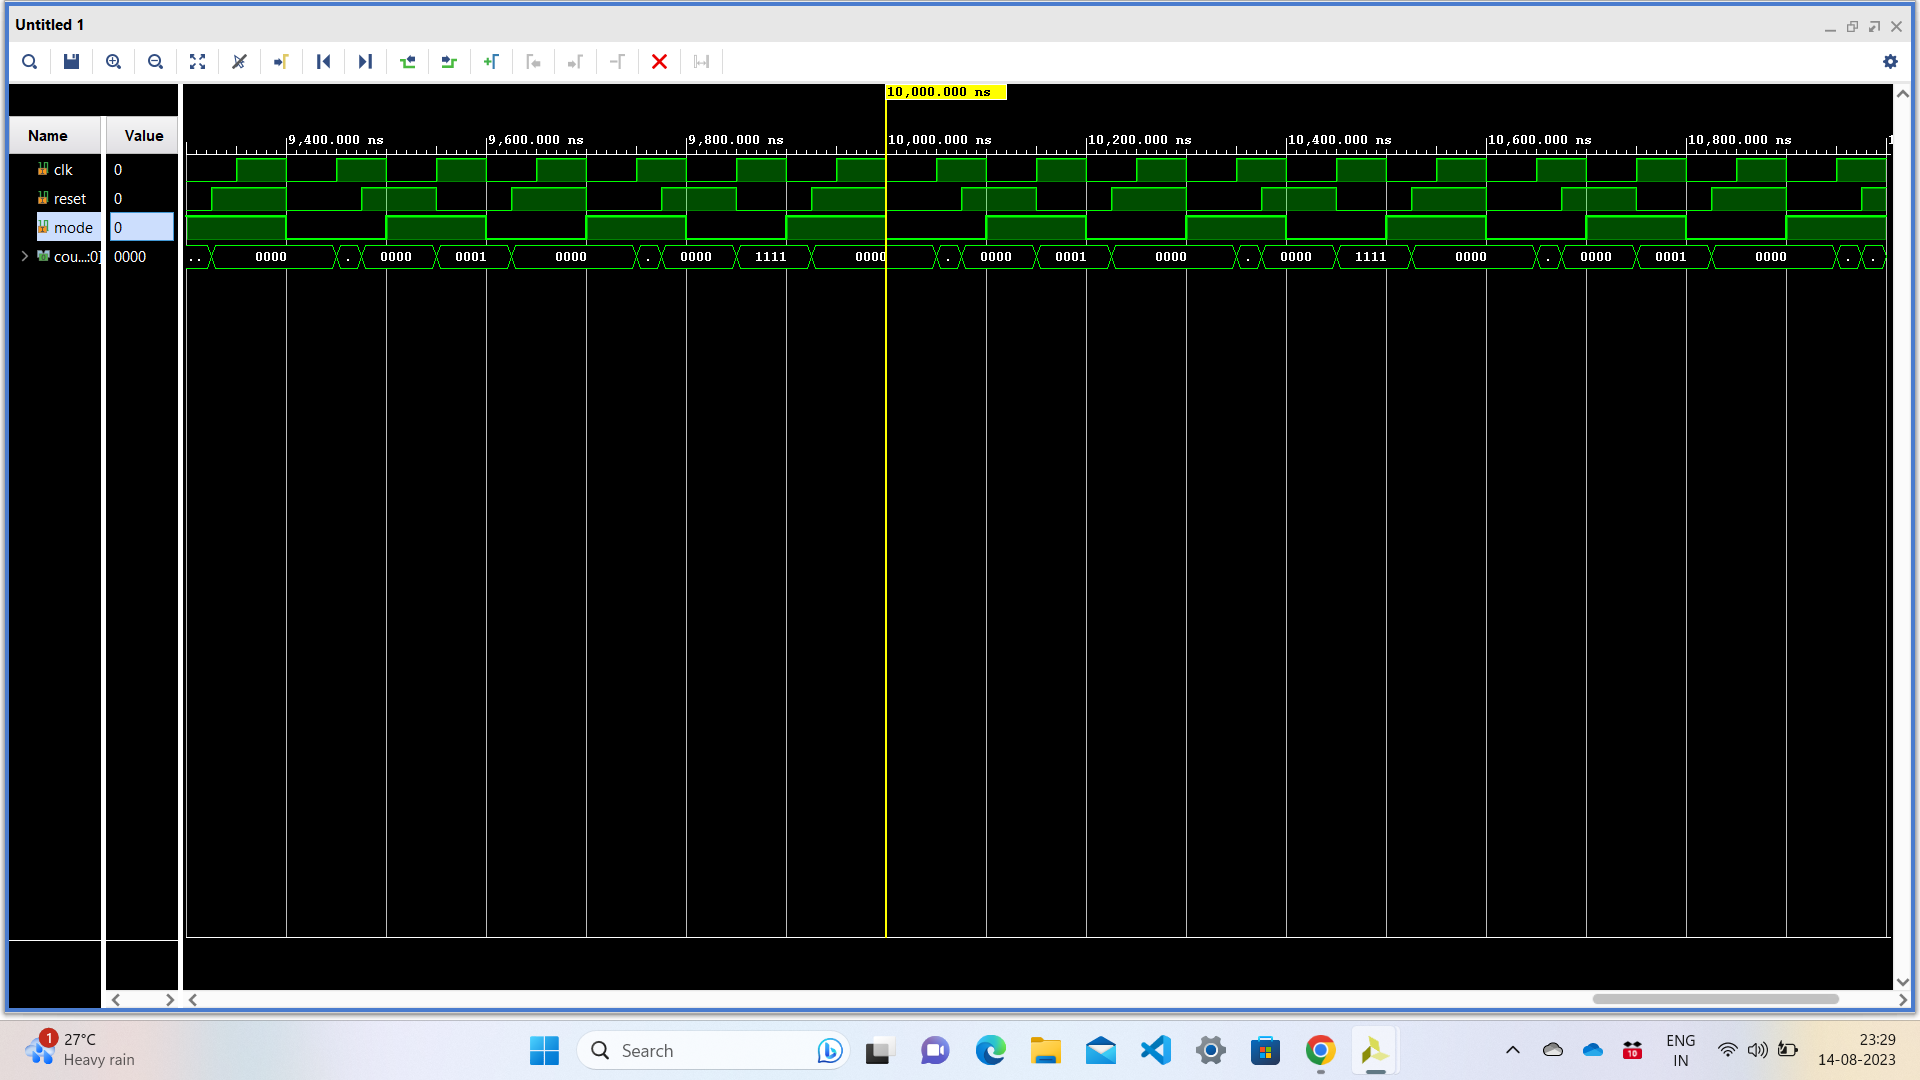 Untitled 1
10,000.000 ns
Name Value
9,400.000 ns 9,600.000 ns 9,800.000 ns 10,000.000 ns 10,200.000 ns 10,400.000 ns 10,600.000 ns 10,800.000 ns
clk 0
reset 0
mode 0
cou...:0] 0000
.. 0000 . 0000 0001 0000 . 0000 1111 0000 . 0000 0001 0000 . 0000 1111 0000 . 0000 0001 0000 . .
1 27°C
Heavy rain
Search
10
ENG
IN
23:29
14-08-2023